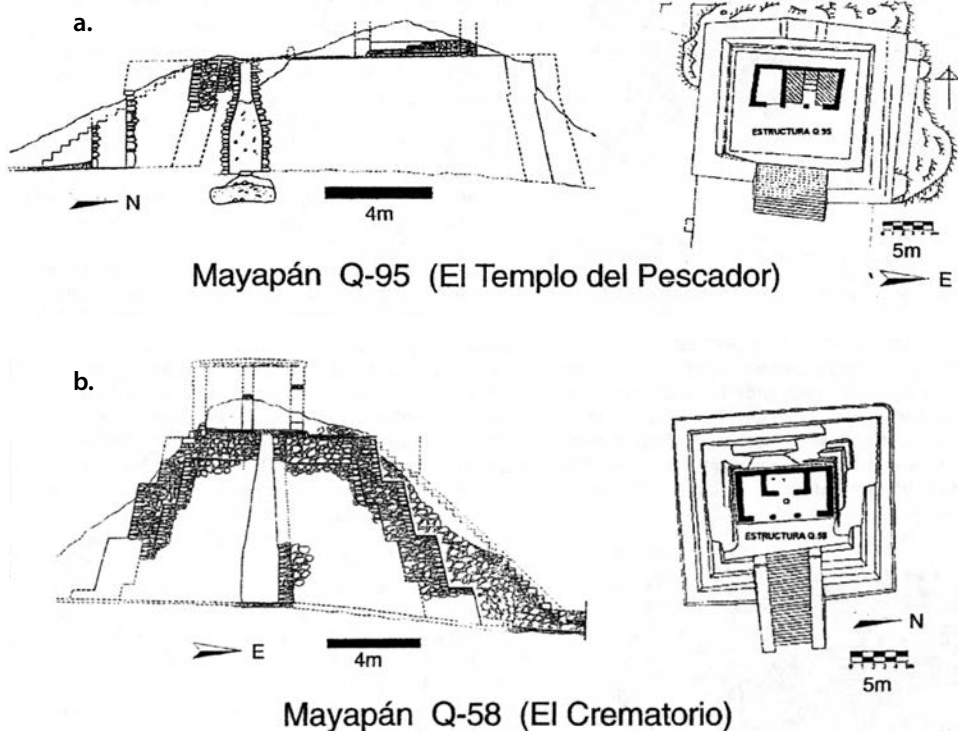 a.
N
4m
ESTRUCTURA Q 95
5m
Mayapán Q-95 (El Templo del Pescador)
E
b.
E
4m
ESTRUCTURA Q 58
N
5m
Mayapán Q-58 (El Crematorio)